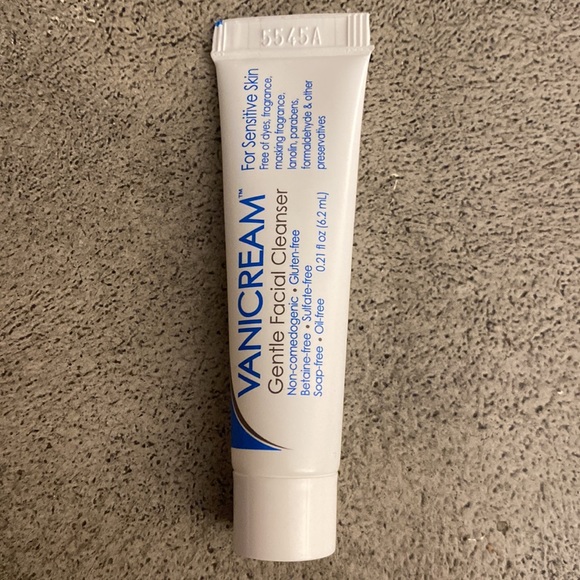 5545A
VANICREAM™
Gentle Facial Cleanser
Non-comedogenic • Gluten-free
Betaine-free • Sulfate-free
Soap-free • Oil-free 0.21 fl oz (6.2 mL)
For Sensitive Skin
Free of dyes, fragrance,
masking fragrance,
lanolin, parabens,
formaldehyde & other
preservatives